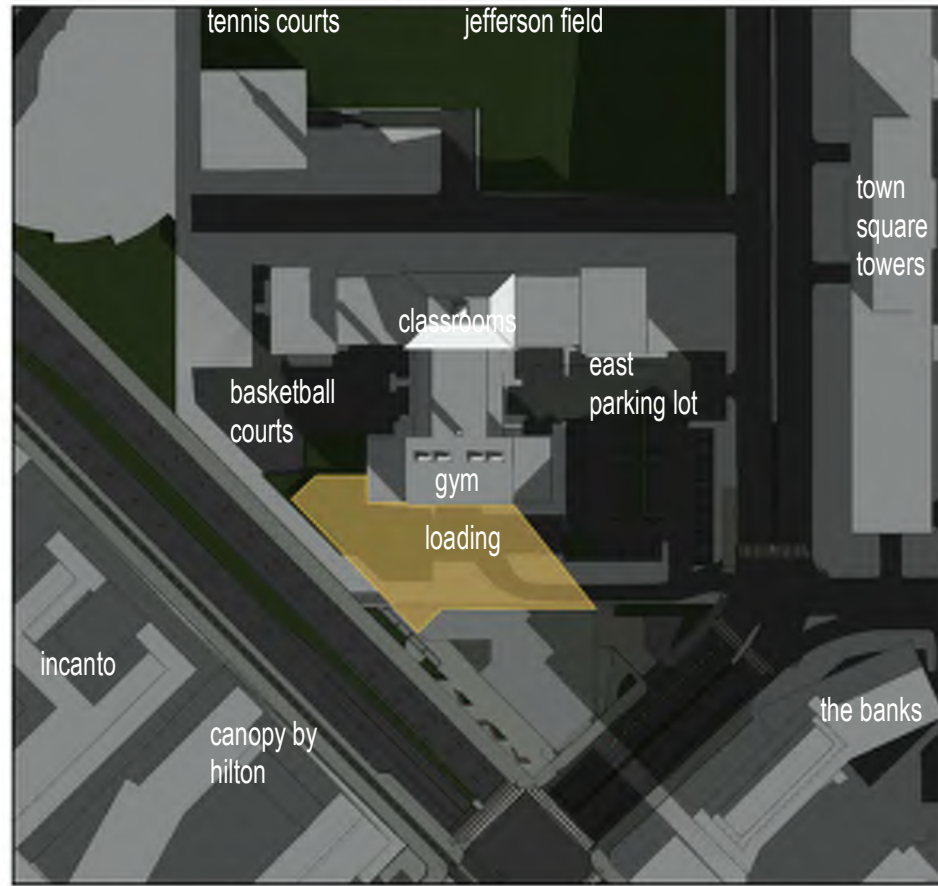 tennis courts
jefferson field
town
square
towers
classrooms
basketball
courts
east
parking lot
gym
loading
incanto
canopy by
hilton
the banks